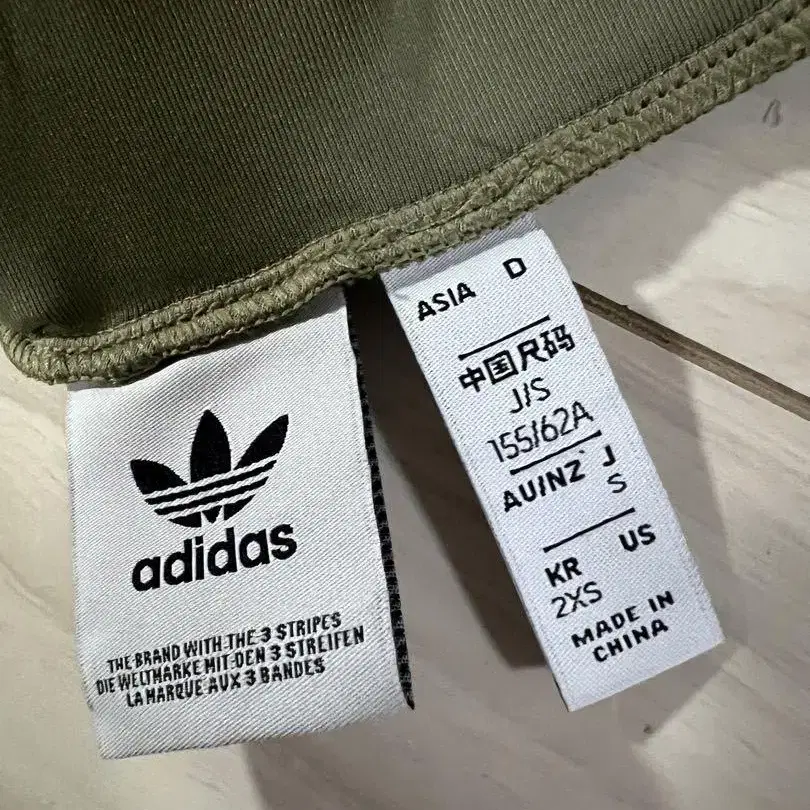 adidas
THE BRAND WITH THE 3 STRIPES
DIE WELTMARKE MIT DEN 3 STREIFEN
LA MARQUE AUX 3 BANDES
ASIA D
中国尺码
J/S
155/62A
AU/NZ J
S
KR US
2XS
MADE IN
CHINA